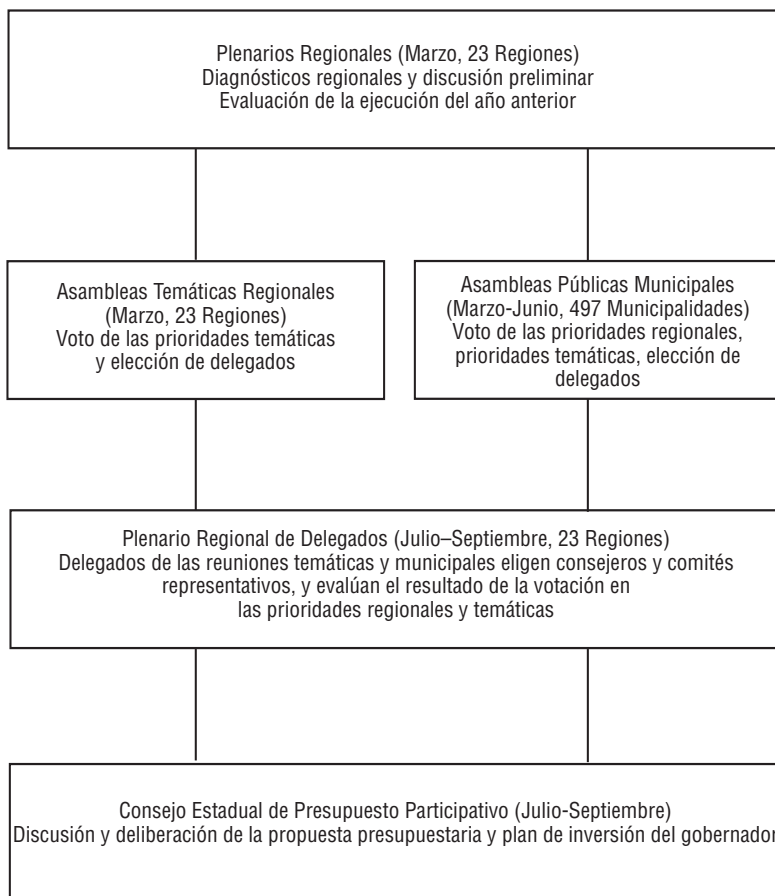 Plenarios Regionales (Marzo, 23 Regiones)
Diagnósticos regionales y discusión preliminar
Evaluación de la ejecución del año anterior
Asambleas Temáticas Regionales
(Marzo, 23 Regiones)
Voto de las prioridades temáticas
y elección de delegados
Asambleas Públicas Municipales
(Marzo-Junio, 497 Municipalidades)
Voto de las prioridades regionales,
prioridades temáticas, elección de
delegados
Plenario Regional de Delegados (Julio–Septiembre, 23 Regiones)
Delegados de las reuniones temáticas y municipales eligen consejeros y comités
representativos, y evalúan el resultado de la votación en
las prioridades regionales y temáticas
Consejo Estadual de Presupuesto Participativo (Julio-Septiembre)
Discusión y deliberación de la propuesta presupuestaria y plan de inversión del gobernador